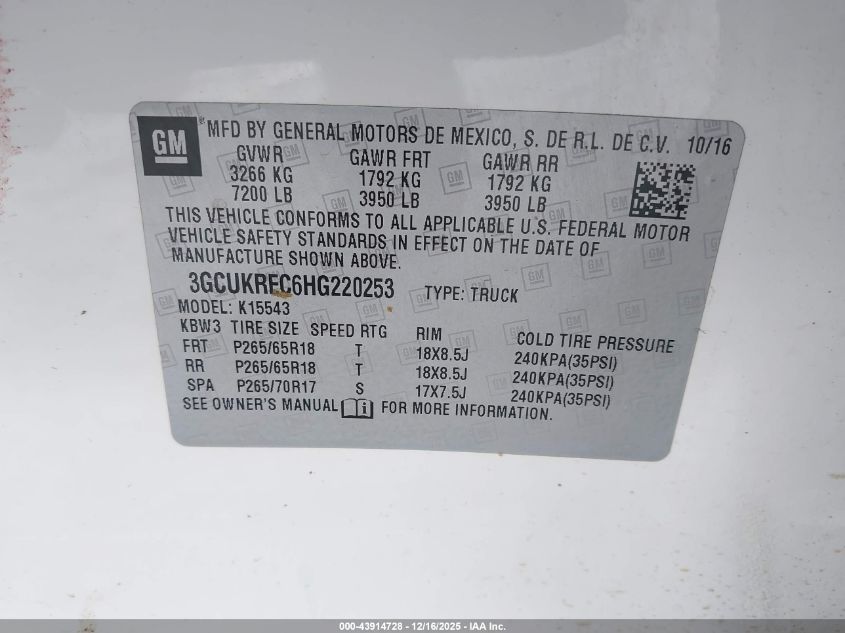 GM
® MFD BY GENERAL MOTORS DE MEXICO, S. DE R.L. DE C.V. 10/16
GVWR GAWR FRT GAWR RR
3266 KG 1792 KG 1792 KG
7200 LB 3950 LB 3950 LB
THIS VEHICLE CONFORMS TO ALL APPLICABLE U.S. FEDERAL MOTOR
VEHICLE SAFETY STANDARDS IN EFFECT ON THE DATE OF
MANUFACTURE SHOWN ABOVE.
3GCUKREC6HG220253 TYPE: TRUCK
MODEL: K15543
KBW3 TIRE SIZE SPEED RTG RIM COLD TIRE PRESSURE
FRT P265/65R18 T 18X8.5J 240KPA(35PSI)
RR P265/65R18 T 18X8.5J 240KPA(35PSI)
SPA P265/70R17 S 17X7.5J 240KPA(35PSI)
SEE OWNER'S MANUAL i FOR MORE INFORMATION.
000-43914728 - 12/16/2025 - IAA Inc.